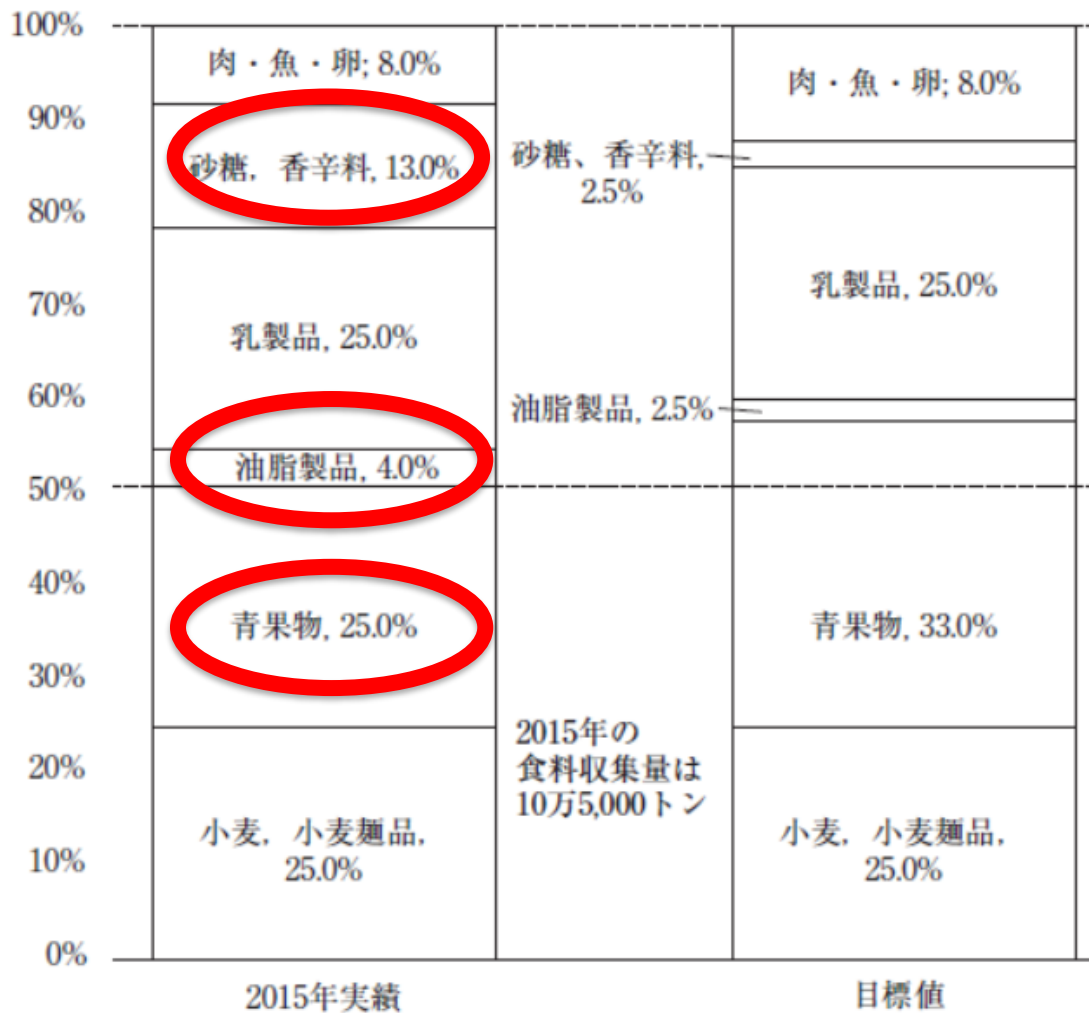 100%
90%
80%
70%
60%
50%
40%
30%
20%
10%
0%
肉・魚・卵; 8.0%
砂糖，香辛料, 13.0%
乳製品, 25.0%
油脂製品, 4.0%
青果物, 25.0%
小麦，小麦麺品,
25.0%
2015年実績
砂糖、香辛料,
2.5%
油脂製品, 2.5%
2015年の
食料収集量は
10万5,000トン
肉・魚・卵; 8.0%
乳製品, 25.0%
青果物, 33.0%
小麦，小麦麺品,
25.0%
目標値